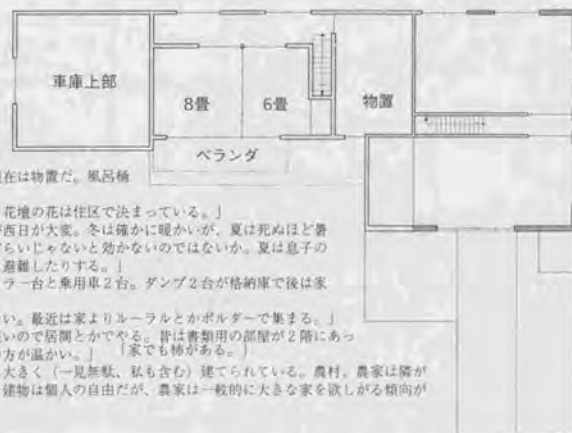 車庫上部
8畳
6畳
物置
ベランダ
現在は物置だ。風呂桶
花壇の花は住区で決まっている。」
が西日が大変。冬は確かに暖かいが、夏は死ぬほど暑
ぐらいじゃないと効かないのではないか。夏は息子の
避難したりする。」
ラー台と乗用車2台。ダンプ2台が格納庫で後は家
い。最近は家よりルーラルとかポルダーで集まる。」
いので居間とかでやる。昔は書類用の部屋が2階にあっ
方が温かい。」 「家でも柿がある。」
大きく(一見無駄、私も含む)建てられている。農村、農家は隣が
建物は個人の自由だが、農家は一般的に大きな家を欲しがる傾向が